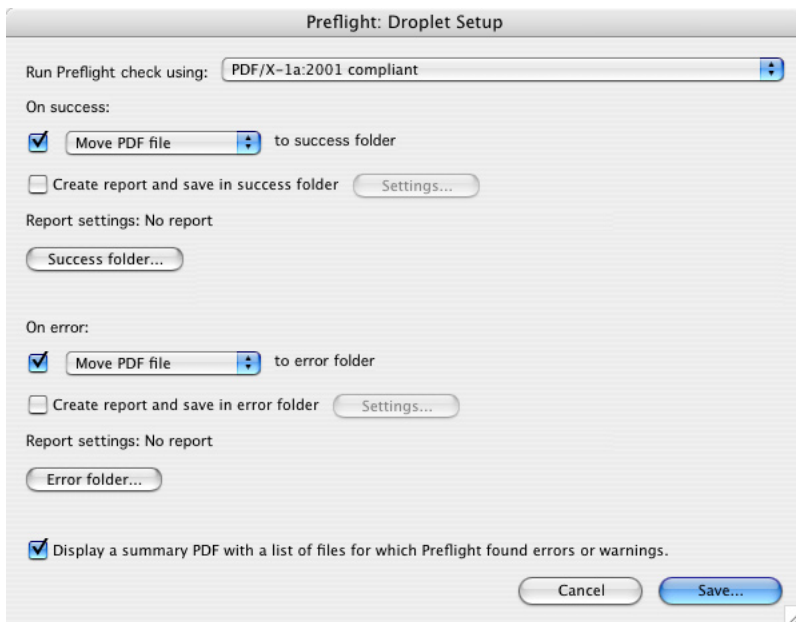 Preflight: Droplet Setup
Run Preflight check using: PDF/X-1a:2001 compliant
On success:
Move PDF file to success folder
Create report and save in success folder Settings...
Report settings: No report
Success folder...
On error:
Move PDF file to error folder
Create report and save in error folder Settings...
Report settings: No report
Error folder...
Display a summary PDF with a list of files for which Preflight found errors or warnings.
Cancel Save...